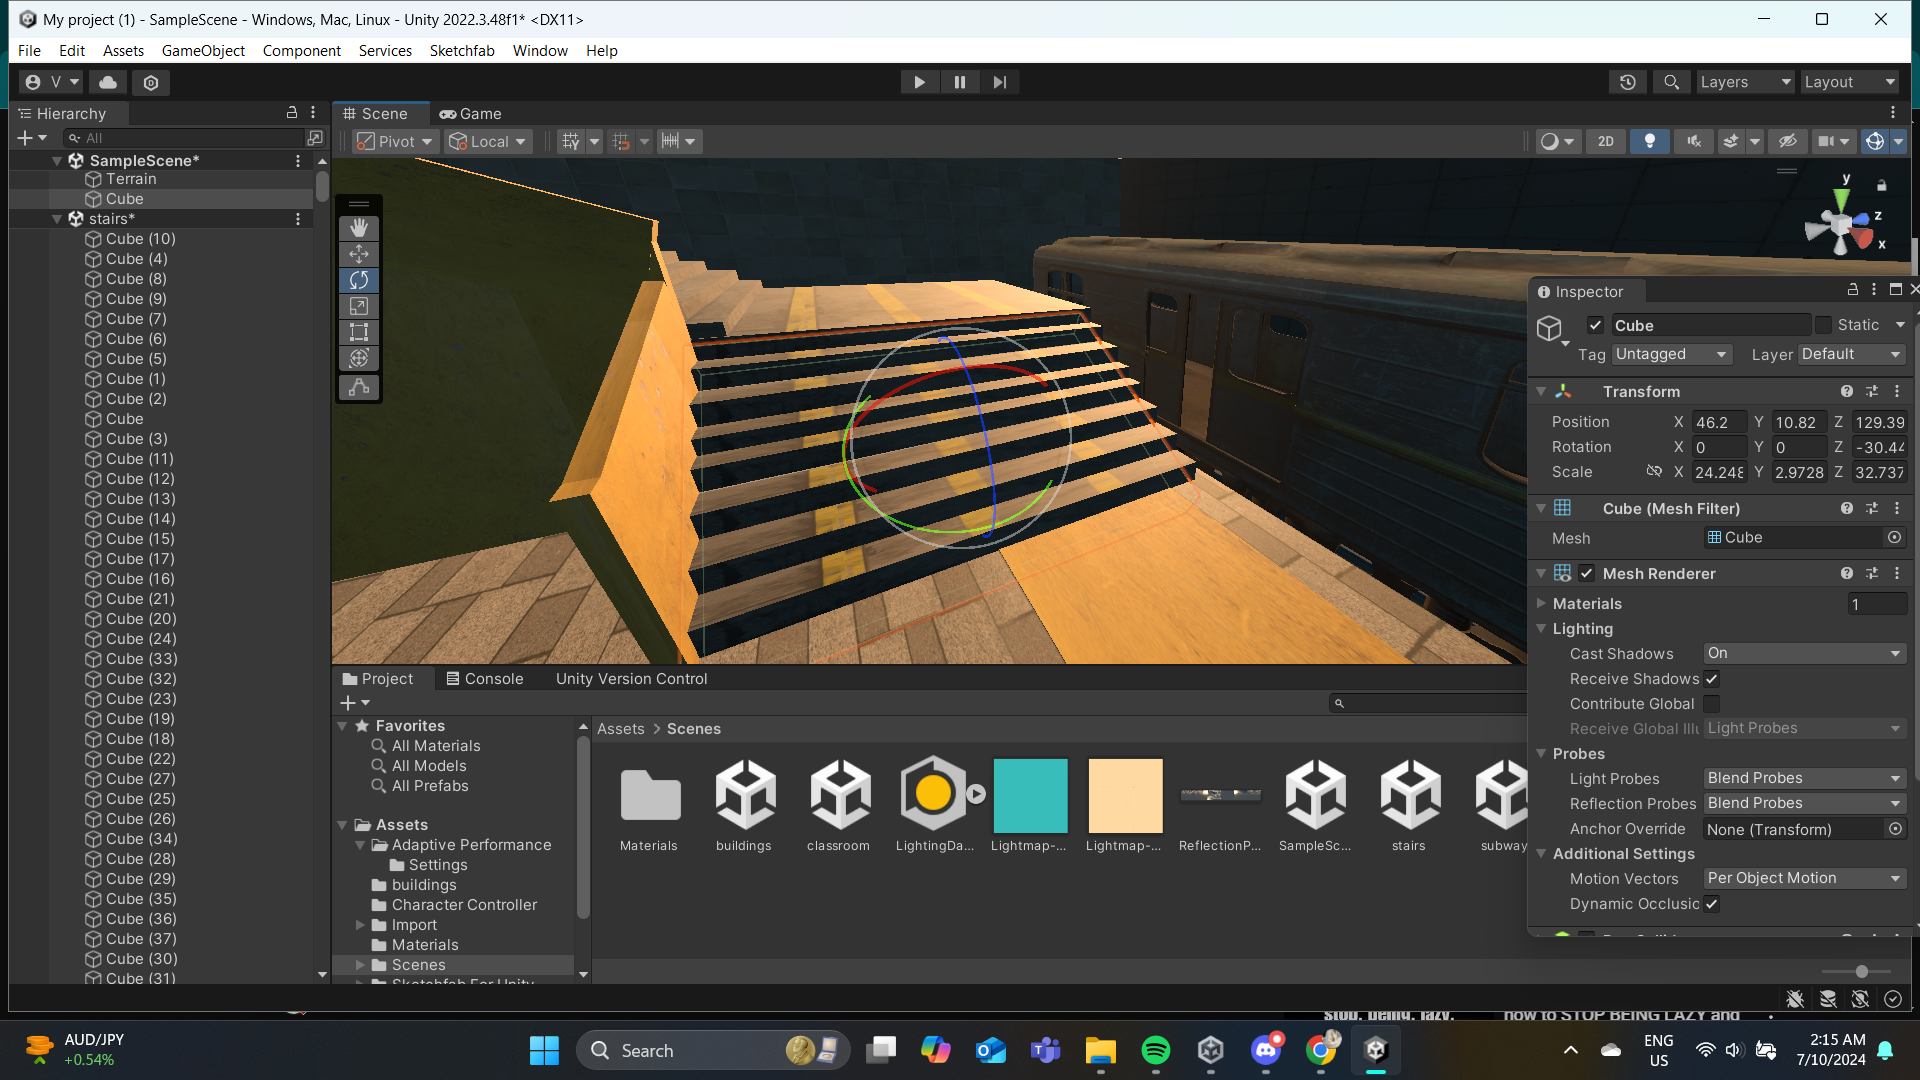 My project (1) - SampleScene - Windows, Mac, Linux - Unity 2022.3.48f1* <DX11>
File Edit Assets GameObject Component Services Sketchfab Window Help
V
Layers Layout
Hierarchy
All
SampleScene*
Terrain
Cube
stairs*
Cube (10)
Cube (4)
Cube (8)
Cube (9)
Cube (7)
Cube (6)
Cube (5)
Cube (1)
Cube (2)
Cube
Cube (3)
Cube (11)
Cube (12)
Cube (13)
Cube (14)
Cube (15)
Cube (17)
Cube (16)
Cube (21)
Cube (20)
Cube (24)
Cube (33)
Cube (32)
Cube (23)
Cube (19)
Cube (18)
Cube (22)
Cube (27)
Cube (25)
Cube (26)
Cube (34)
Cube (28)
Cube (29)
Cube (35)
Cube (36)
Cube (37)
Cube (30)
Cube (31)
Scene Game
Pivot Local
2D
y
z
x
Inspector
Cube Static
Tag Untagged Layer Default
Transform
Position X 46.2 Y 10.82 Z 129.39
Rotation X 0 Y 0 Z -30.44
Scale X 24.248 Y 2.9728 Z 32.737
Cube (Mesh Filter)
Mesh Cube
Mesh Renderer
Materials 1
Lighting
Cast Shadows On
Receive Shadows
Contribute Global
Receive Global Illu Light Probes
Probes
Light Probes Blend Probes
Reflection Probes Blend Probes
Anchor Override None (Transform)
Additional Settings
Motion Vectors Per Object Motion
Dynamic Occlusic
Project Console Unity Version Control
Favorites
All Materials
All Models
All Prefabs
Assets
Adaptive Performance
Settings
buildings
Character Controller
Import
Materials
Scenes
Sketchfab For Unity
Assets > Scenes
Materials buildings classroom LightingDa... Lightmap-... Lightmap-... ReflectionP... SampleSc... stairs subway
stop. being. lazy. how to STOP BEING LAZY and
AUD/JPY
+0.54%
Search
ENG
US
2:15 AM
7/10/2024